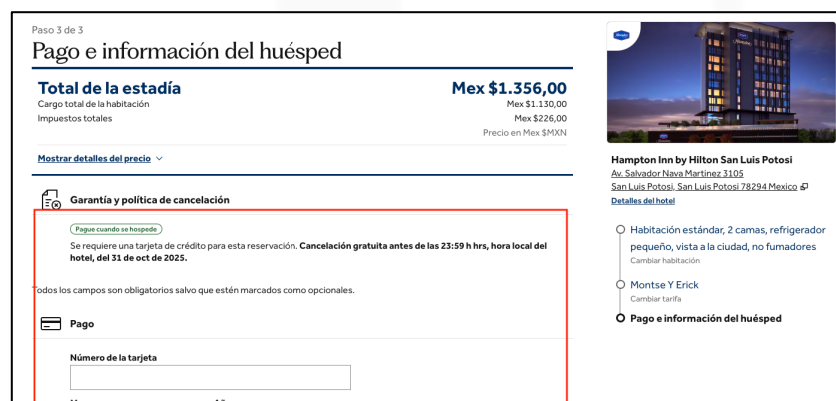 Paso 3 de 3
Pago e información del huésped
Total de la estadía Mex $1.356,00
Cargo total de la habitación Mex $1.130,00
Impuestos totales Mex $226,00
Precio en Mex $MXN
Mostrar detalles del precio
Garantía y política de cancelación
Pague cuando se hospede
Se requiere una tarjeta de crédito para esta reservación. Cancelación gratuita antes de las 23:59 h hrs, hora local del
hotel, del 31 de oct de 2025.
Todos los campos son obligatorios salvo que estén marcados como opcionales.
Pago
Número de la tarjeta
Hampton Inn by Hilton San Luis Potosi
Av. Salvador Nava Martinez 3105
San Luis Potosi, San Luis Potosi 78294 Mexico
Detalles del hotel
Habitación estándar, 2 camas, refrigerador
pequeño, vista a la ciudad, no fumadores
Cambiar habitación
Montse Y Erick
Cambiar tarifa
Pago e información del huésped